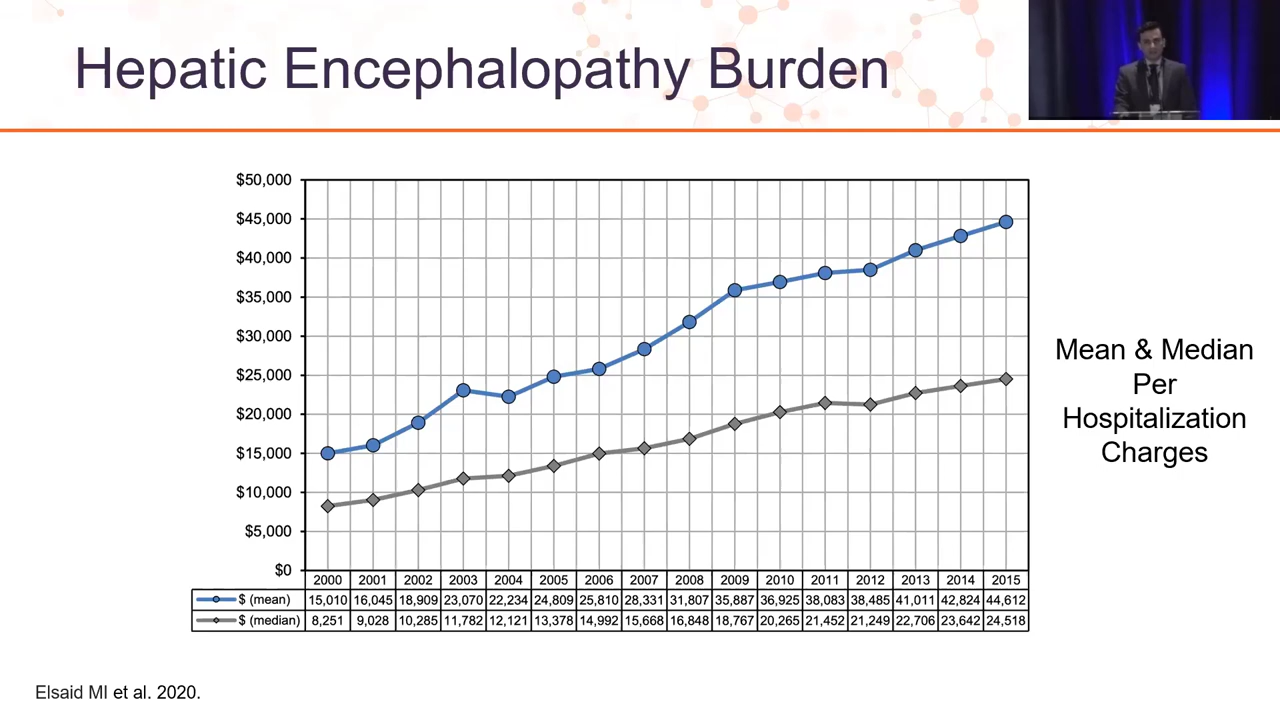 Hepatic Encephalopathy Burden
$50,000
$45,000
$40,000
$35,000
$30,000
$25,000
$20,000
$15,000
$10,000
$5,000
$0
2000 2001 2002 2003 2004 2005 2006 2007 2008 2009 2010 2011 2012 2013 2014 2015
$ (mean) 15,010 16,045 18,909 23,070 22,234 24,809 25,810 28,331 31,807 35,887 36,925 38,083 38,485 41,011 42,824 44,612
$ (median) 8,251 9,028 10,285 11,782 12,121 13,378 14,992 15,668 16,848 18,767 20,265 21,452 21,249 22,706 23,642 24,518
Mean & Median
Per
Hospitalization
Charges
Elsaid MI et al. 2020.